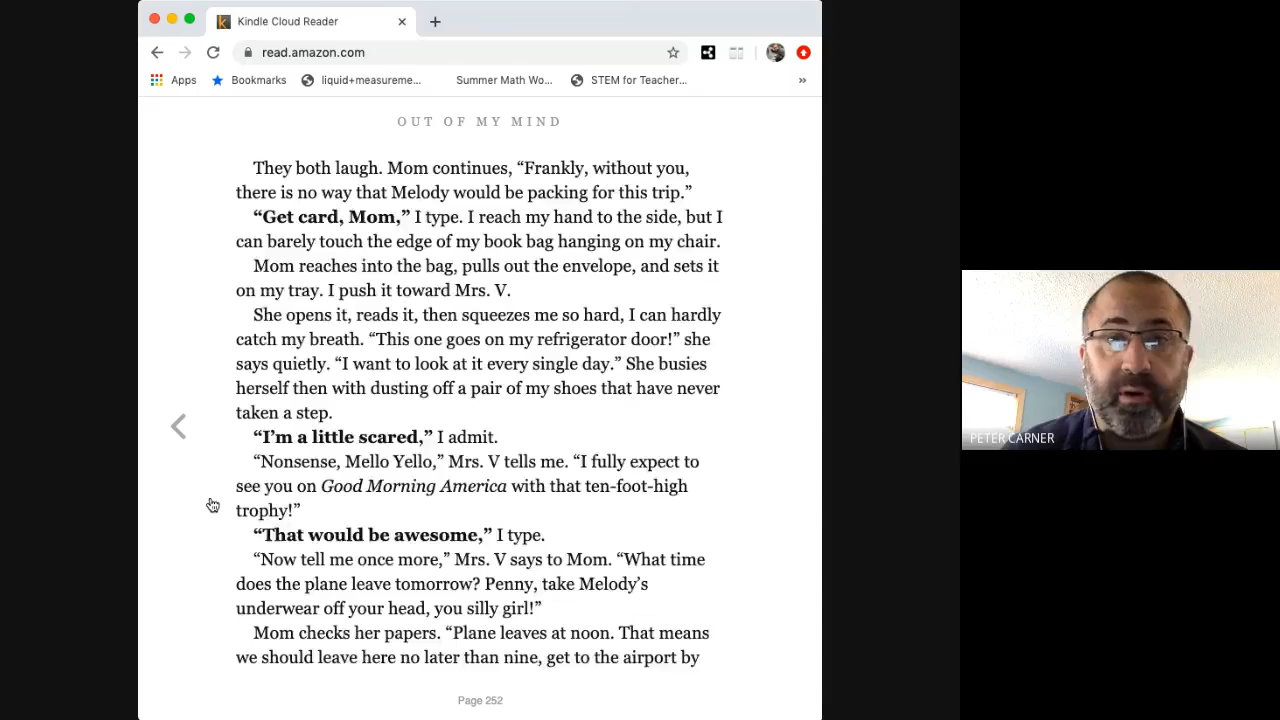 Kindle Cloud Reader
read.amazon.com
Apps
Bookmarks
liquid+measureme...
Summer Math Wo...
STEM for Teacher...
»
OUT OF MY MIND
They both laugh. Mom continues, “Frankly, without you,
there is no way that Melody would be packing for this trip.”
“Get card, Mom,” I type. I reach my hand to the side, but I
can barely touch the edge of my book bag hanging on my chair.
Mom reaches into the bag, pulls out the envelope, and sets it
on my tray. I push it toward Mrs. V.
She opens it, reads it, then squeezes me so hard, I can hardly
catch my breath. “This one goes on my refrigerator door!” she
says quietly. “I want to look at it every single day.” She busies
herself then with dusting off a pair of my shoes that have never
taken a step.
“I’m a little scared,” I admit.
“Nonsense, Mello Yello,” Mrs. V tells me. “I fully expect to
see you on Good Morning America with that ten-foot-high
trophy!”
“That would be awesome,” I type.
“Now tell me once more,” Mrs. V says to Mom. “What time
does the plane leave tomorrow? Penny, take Melody’s
underwear off your head, you silly girl!”
Mom checks her papers. “Plane leaves at noon. That means
we should leave here no later than nine, get to the airport by
Page 252
PETER CARNER